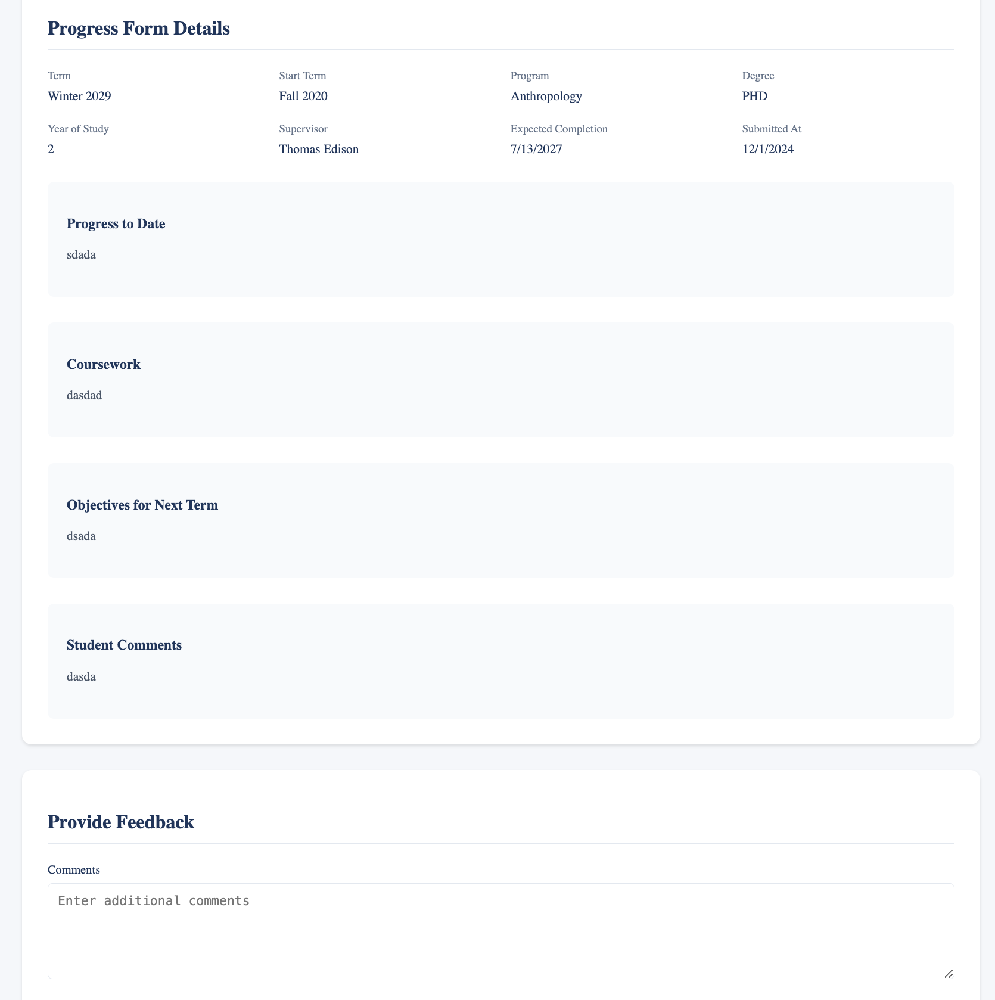 Progress Form Details
Term
Winter 2029
Start Term
Fall 2020
Program
Anthropology
Degree
PHD
Year of Study
2
Supervisor
Thomas Edison
Expected Completion
7/13/2027
Submitted At
12/1/2024
Progress to Date
sdada
Coursework
dasdad
Objectives for Next Term
dsada
Student Comments
dasda
Provide Feedback
Comments
Enter additional comments